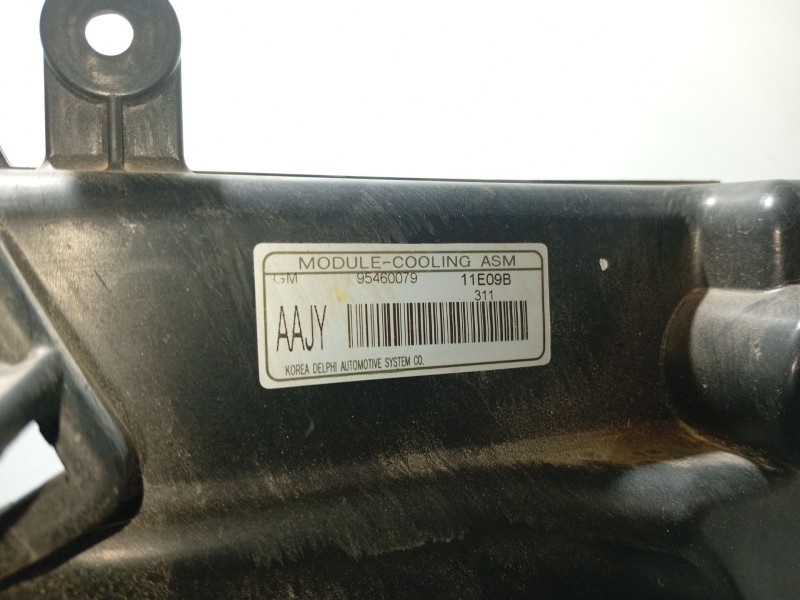 MODULE-COOLING ASM
GM 95460079 11E09B
311
AAJY
KOREA DELPHI AUTOMOTIVE SYSTEM CO.